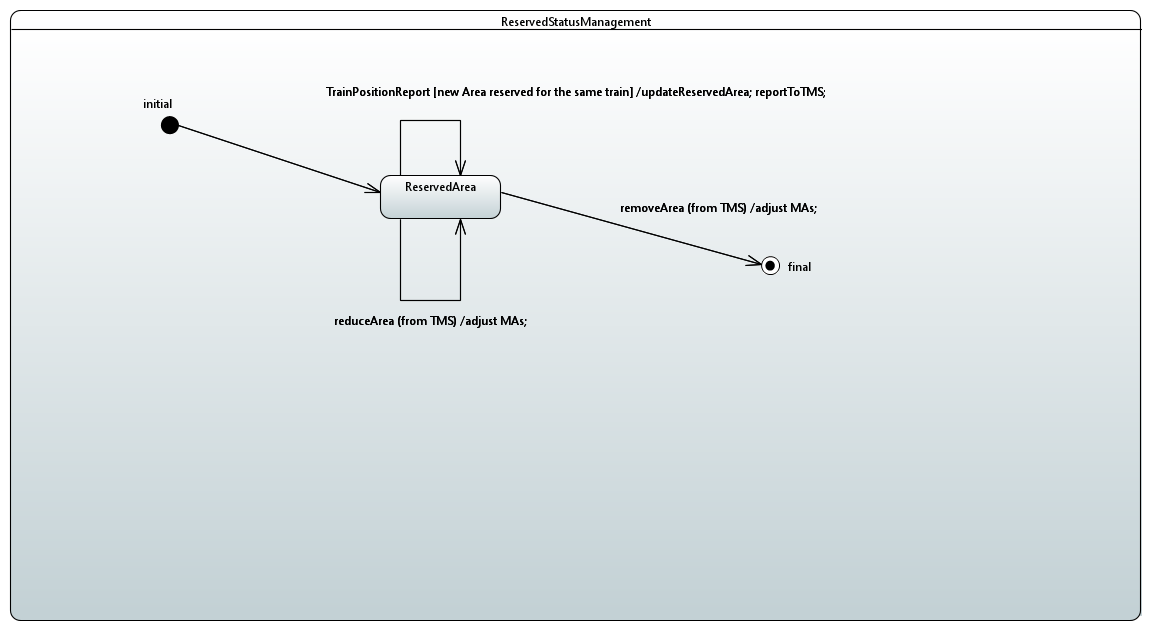 ReservedStatusManagement
TrainPositionReport [new Area reserved for the same train] /updateReservedArea; reportToTMS;
initial
ReservedArea
removeArea (from TMS) /adjust MAs;
final
reduceArea (from TMS) /adjust MAs;